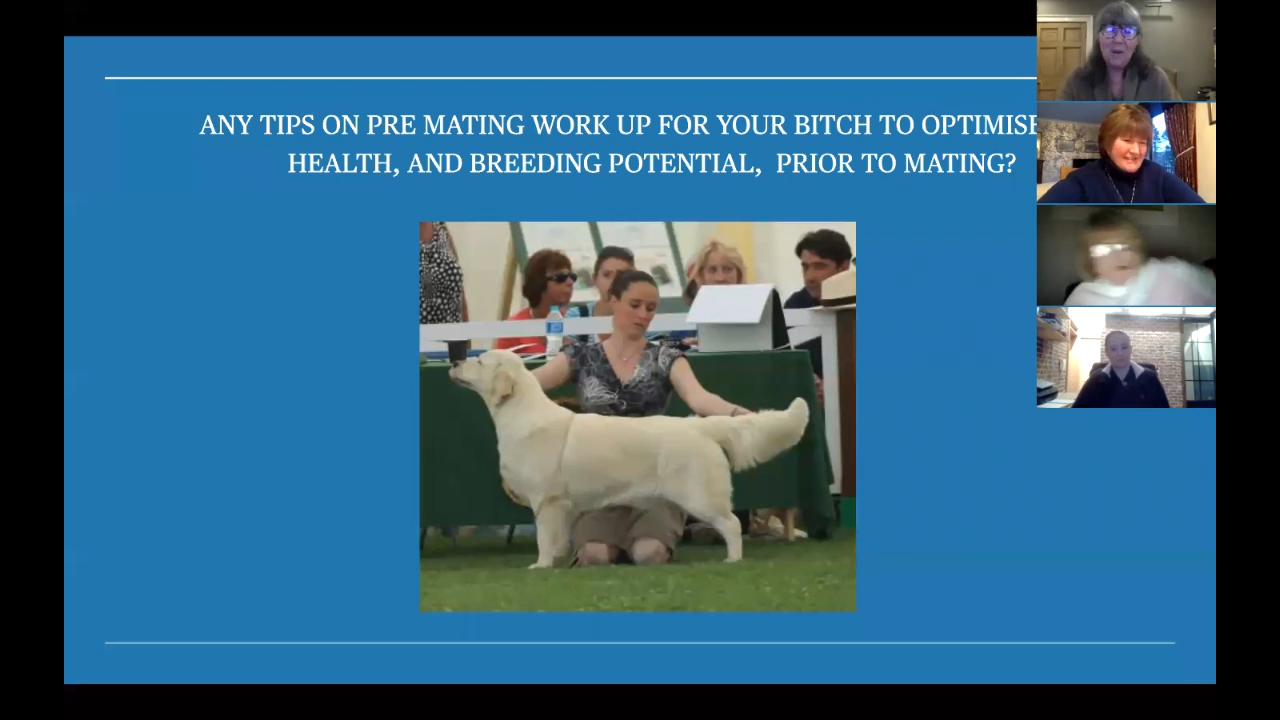 ANY TIPS ON PRE MATING WORK UP FOR YOUR BITCH TO OPTIMISE
HEALTH, AND BREEDING POTENTIAL, PRIOR TO MATING?